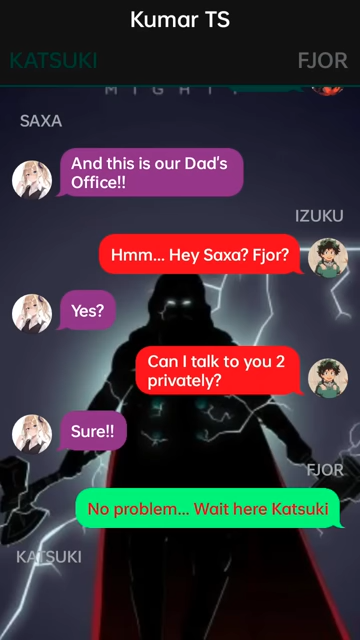 Kumar TS
KATSUKI
FJOR
MIGHT.
SAXA
And this is our Dad's
Office!!
IZUKU
Hmm... Hey Saxa? Fjor?
Yes?
Can I talk to you 2
privately?
Sure!!
FJOR
No problem... Wait here Katsuki
KATSUKI